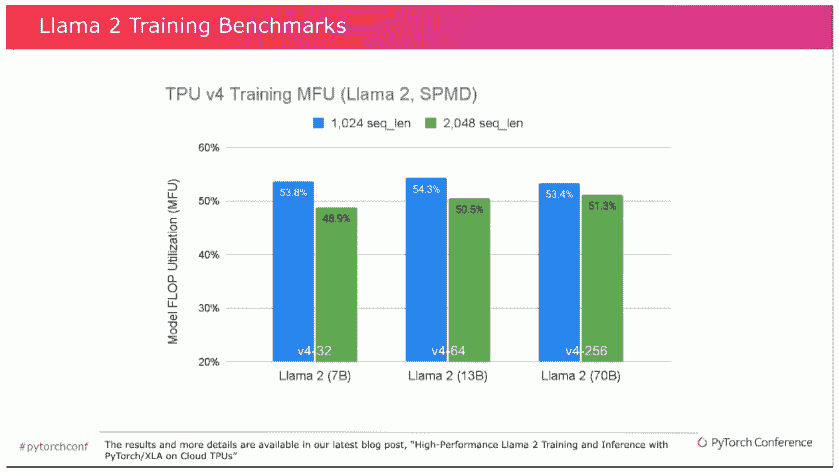 Llama 2 Training Benchmarks
TPU v4 Training MFU (Llama 2, SPMD)
1,024 seq_len 2,048 seq_len
Model FLOP Utilization (MFU)
60%
50%
40%
30%
20%
53.8%
48.9%
54.3%
50.5%
53.4%
51.3%
v4-32
v4-64
v4-256
Llama 2 (7B)
Llama 2 (13B)
Llama 2 (70B)
#pytorchconf
The results and more details are available in our latest blog post, "High-Performance Llama 2 Training and Inference with
PyTorch/XLA on Cloud TPUs"
PyTorch Conference